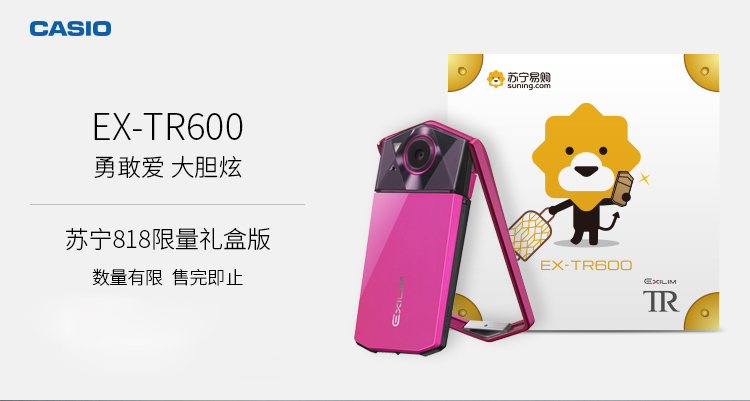 CASIO
EX-TR600
勇敢爱 大胆炫
苏宁818限量礼盒版
数量有限 售完即止
苏宁易购
suning.com
EX-TR600
EXILIM
TR
EXILIM